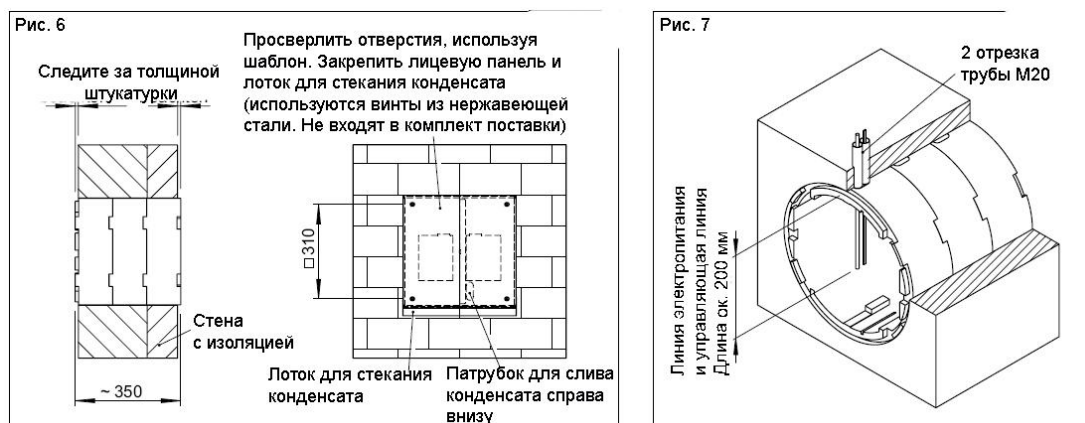 Рис. 6
Просверлить отверстия, используя
шаблон. Закрепить лицевую панель и
лоток для стекания конденсата
(используются винты из нержавеющей
стали. Не входят в комплект поставки)
Следите за толщиной
штукатурки
□310
Стена
с изоляцией
~ 350
Лоток для стекания
конденсата
Патрубок для слива
конденсата справа
внизу
Рис. 7
2 отрезка
трубы М20
Линия электропитания
и управляющая линия
Длина ок. 200 мм